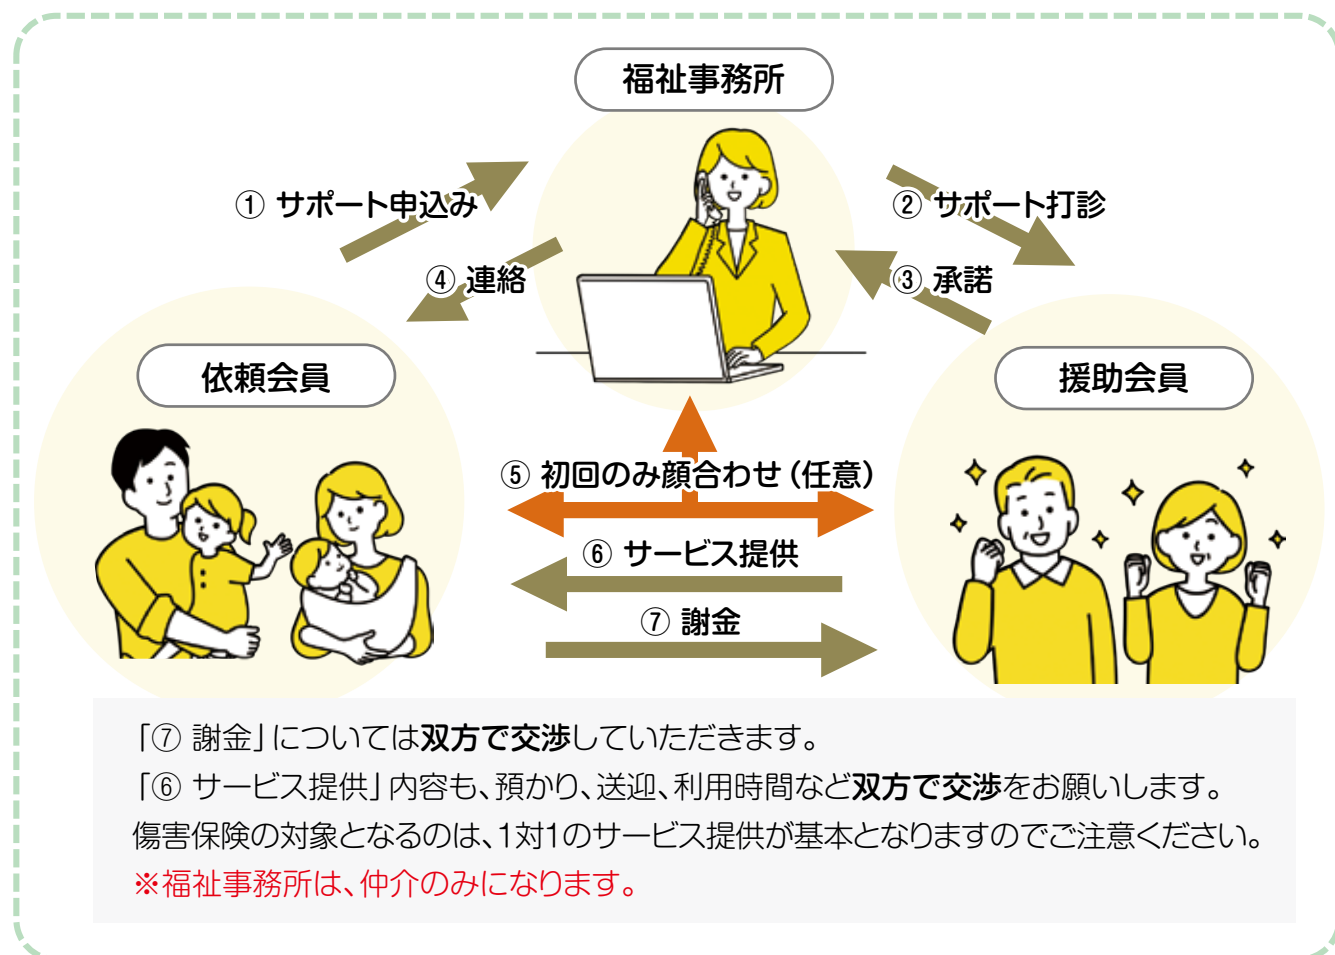 福祉事務所
① サポート申込み
② サポート打診
④ 連絡
③ 承諾
依頼会員
援助会員
⑤ 初回のみ顔合わせ（任意）
⑥ サービス提供
⑦ 謝金
「⑦ 謝金」については双方で交渉していただきます。
「⑥ サービス提供」内容も、預かり、送迎、利用時間など双方で交渉をお願いします。
傷害保険の対象となるのは、1対1のサービス提供が基本となりますのでご注意ください。
※福祉事務所は、仲介のみになります。